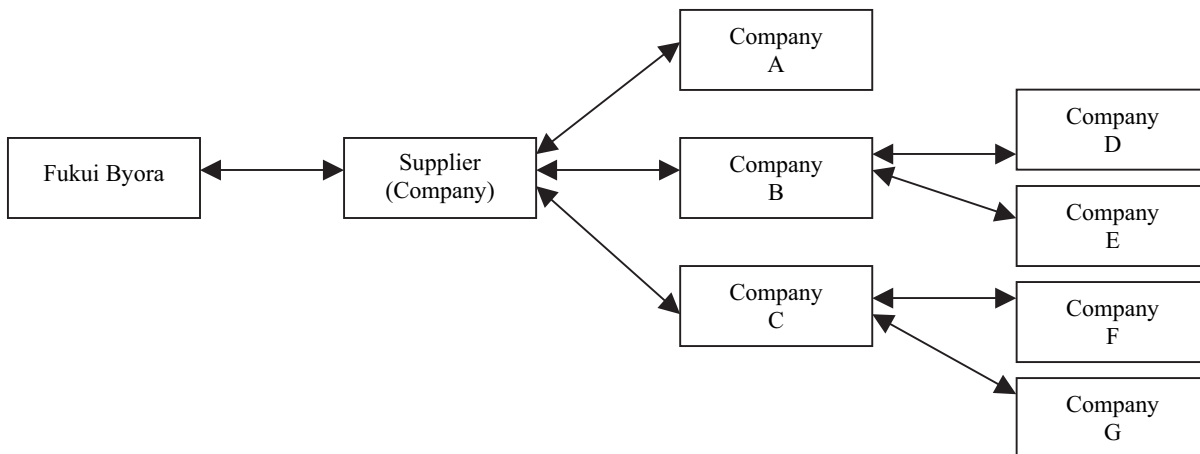 Fukui Byora
Supplier
(Company)
Company
A
Company
B
Company
C
Company
D
Company
E
Company
F
Company
G